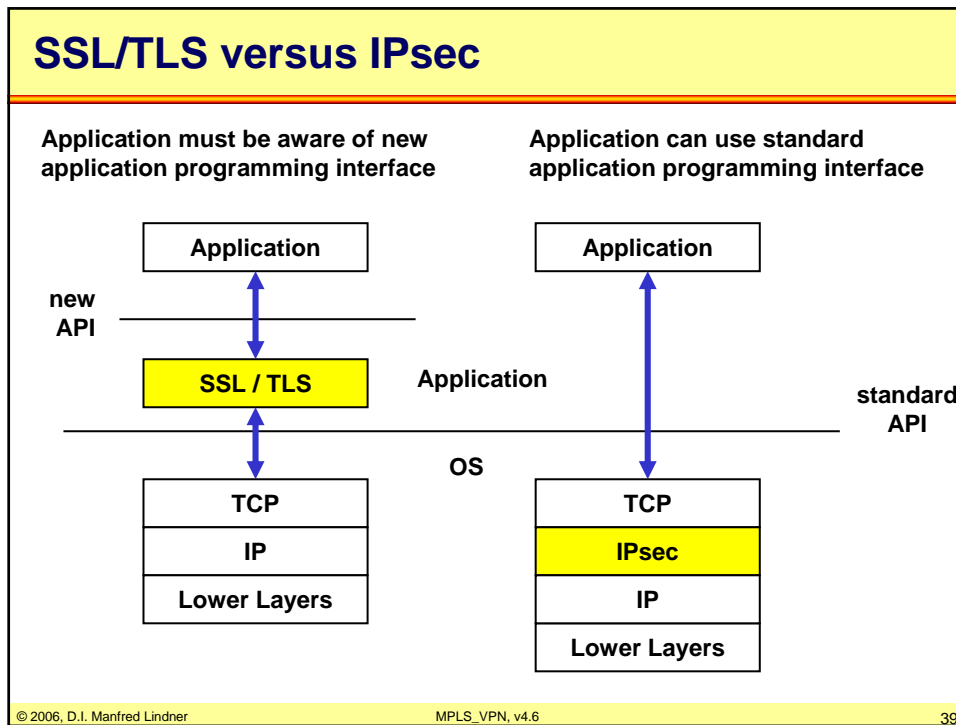 SSL/TLS versus IPsec
Application must be aware of new
application programming interface
Application can use standard
application programming interface
Application
Application
new
API
SSL / TLS
Application
standard
API
OS
TCP
IP
Lower Layers
TCP
IPsec
IP
Lower Layers
© 2006, D.I. Manfred Lindner
MPLS_VPN, v4.6
39